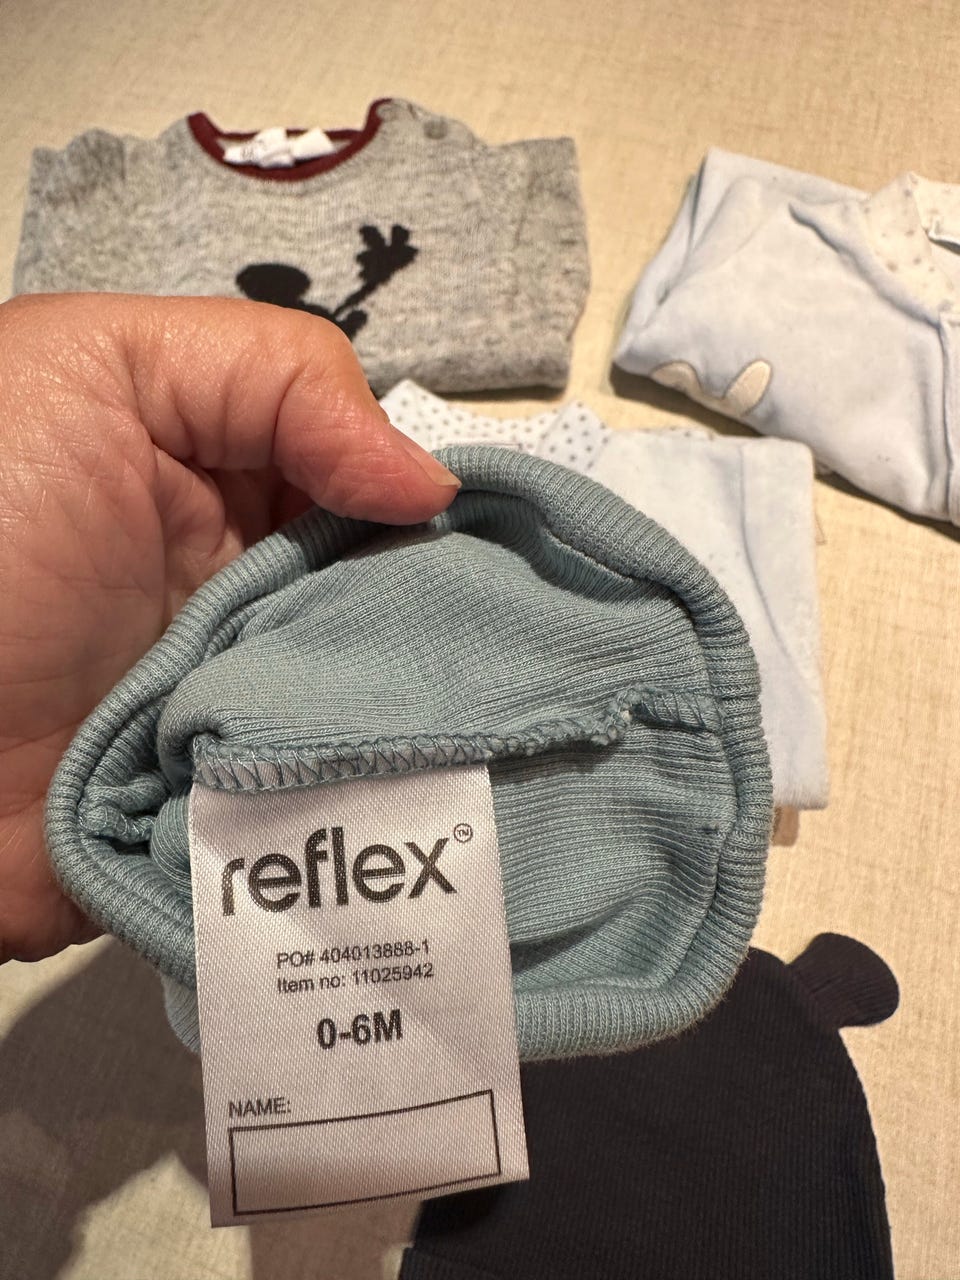 reflex™
PO# 404013888-1
Item no: 11025942
0-6M
NAME: